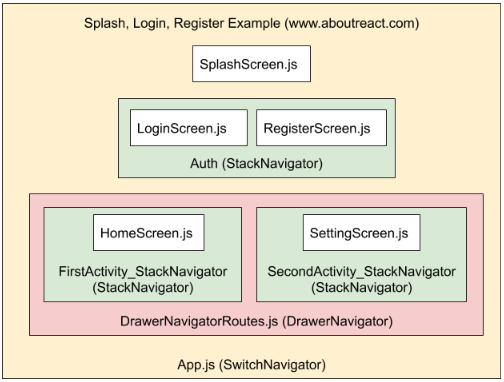 Splash, Login, Register Example (www.aboutreact.com)
SplashScreen.js
LoginScreen.js
RegisterScreen.js
Auth (StackNavigator)
HomeScreen.js
FirstActivity_StackNavigator
(StackNavigator)
SettingScreen.js
SecondActivity_StackNavigator
(StackNavigator)
DrawerNavigatorRoutes.js (DrawerNavigator)
App.js (SwitchNavigator)